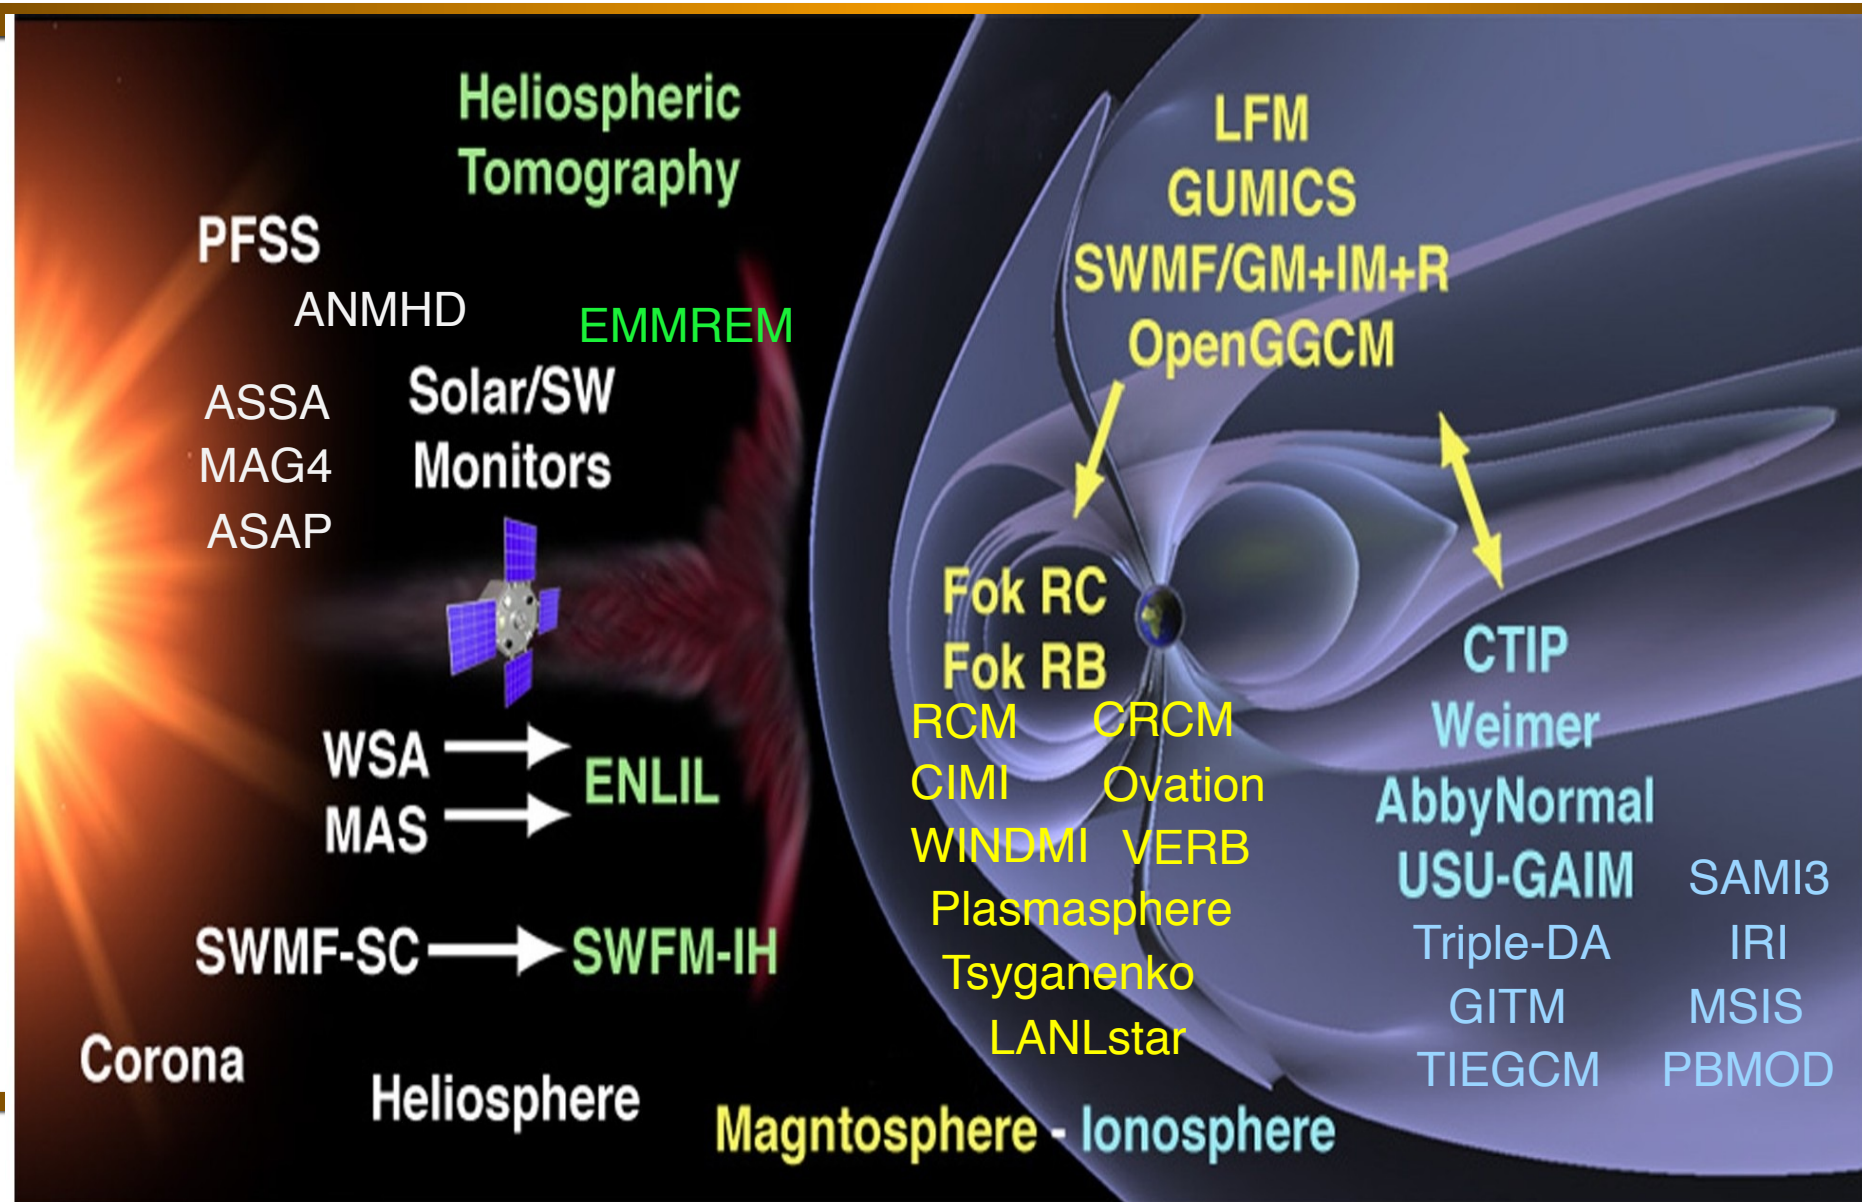 Heliospheric
Tomography
PFSS
ANMHD
EMMREM
ASSA
MAG4
ASAP
Solar/SW
Monitors
WSA
MAS
ENLIL
SWMF-SC
SWFM-IH
Corona
Heliosphere
LFM
GUMICS
SWMF/GM+IM+R
OpenGGCM
Fok RC
Fok RB
RCM CRCM
CIMI Ovation
WINDMI VERB
Plasmasphere
Tsyganenko
LANLstar
CTIP
Weimer
AbbyNormal
USU-GAIM SAMI3
Triple-DA IRI
GITM MSIS
TIEGCM PBMOD
Magntosphere - Ionosphere